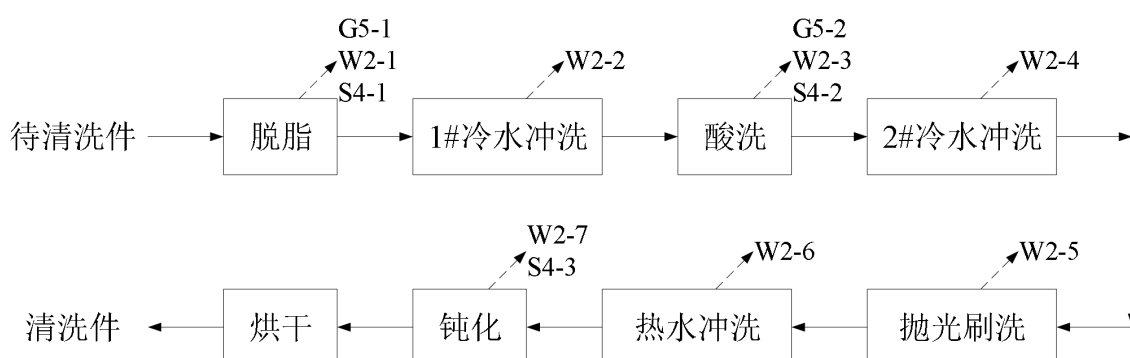 G5-1
W2-1
S4-1
W2-2
G5-2
W2-3
S4-2
W2-4
待清洗件
脱脂
1#冷水冲洗
酸洗
2#冷水冲洗
W2-7
S4-3
W2-6
W2-5
清洗件
烘干
钝化
热水冲洗
抛光刷洗